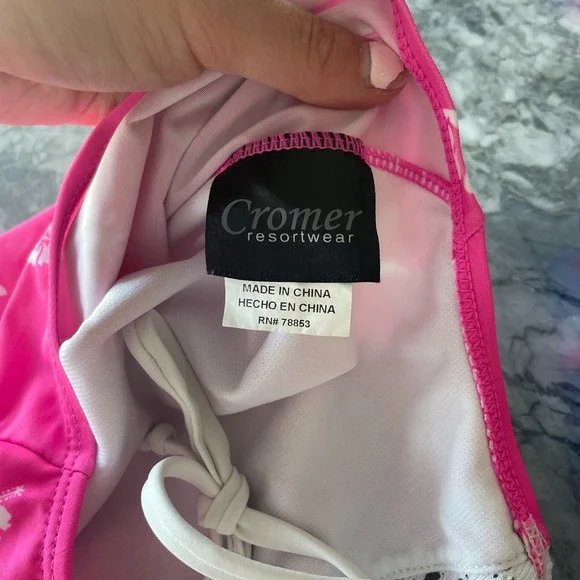 Cromer
resortwear
MADE IN CHINA
HECHO EN CHINA
RN# 78853